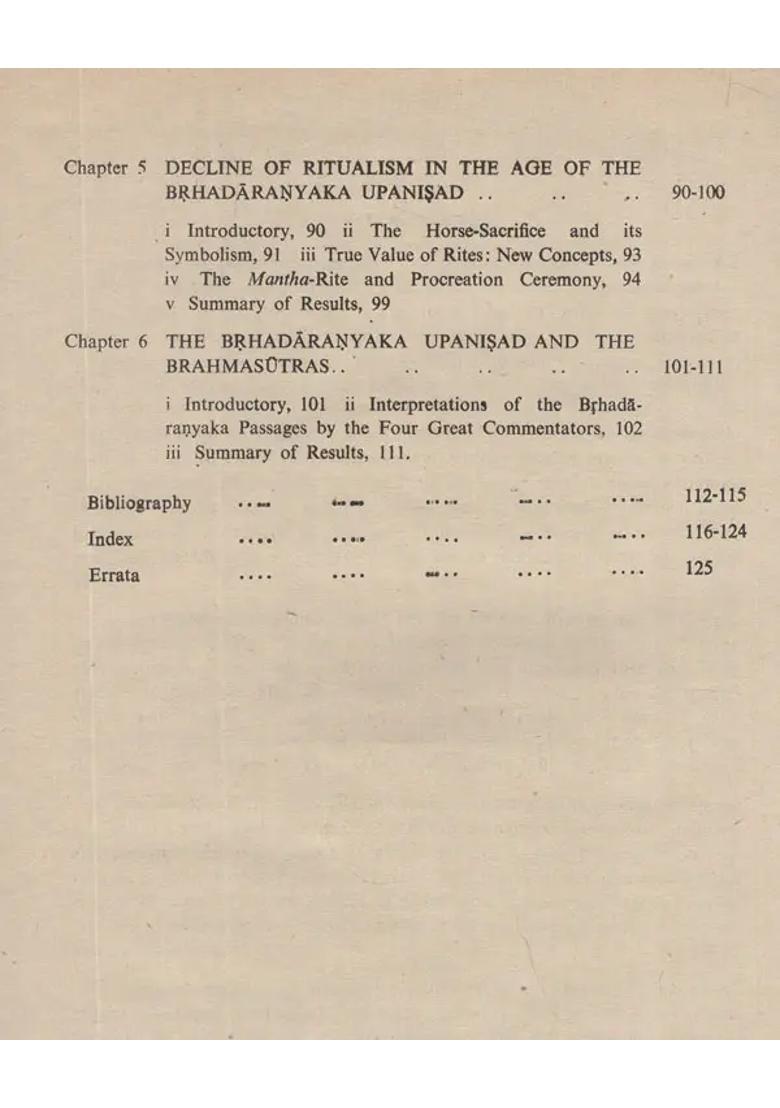 Chapter 5 DECLINE OF RITUALISM IN THE AGE OF THE
BṚHADĀRAṆYAKA UPANIṢAD .. .. .. 90-100
i Introductory, 90 ii The Horse-Sacrifice and its
Symbolism, 91 iii True Value of Rites: New Concepts, 93
iv The Mantha-Rite and Procreation Ceremony, 94
v Summary of Results, 99
Chapter 6 THE BṚHADĀRAṆYAKA UPANIṢAD AND THE
BRAHMASŪTRAS.. .. .. .. .. 101-111
i Introductory, 101 ii Interpretations of the Bṛhadā-
raṇyaka Passages by the Four Great Commentators, 102
iii Summary of Results, 111.
Bibliography .... .... .... .... .... 112-115
Index .... .... .... .... .... 116-124
Errata .... .... .... .... .... 125